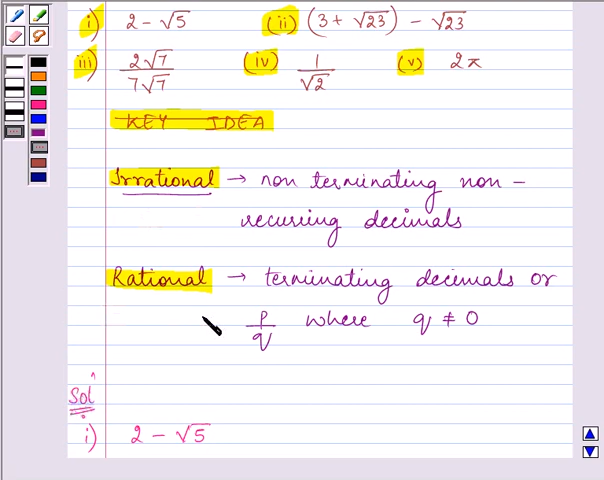 i) 2 - √5 (ii) (3 + √23) - √23
iii) 2√7 / 7√7 (iv) 1 / √2 (v) 2π
KEY IDEA
Irrational → non terminating non -
recurring decimals
Rational → terminating decimals or
p / q where q ≠ 0
Sol^n
i) 2 - √5